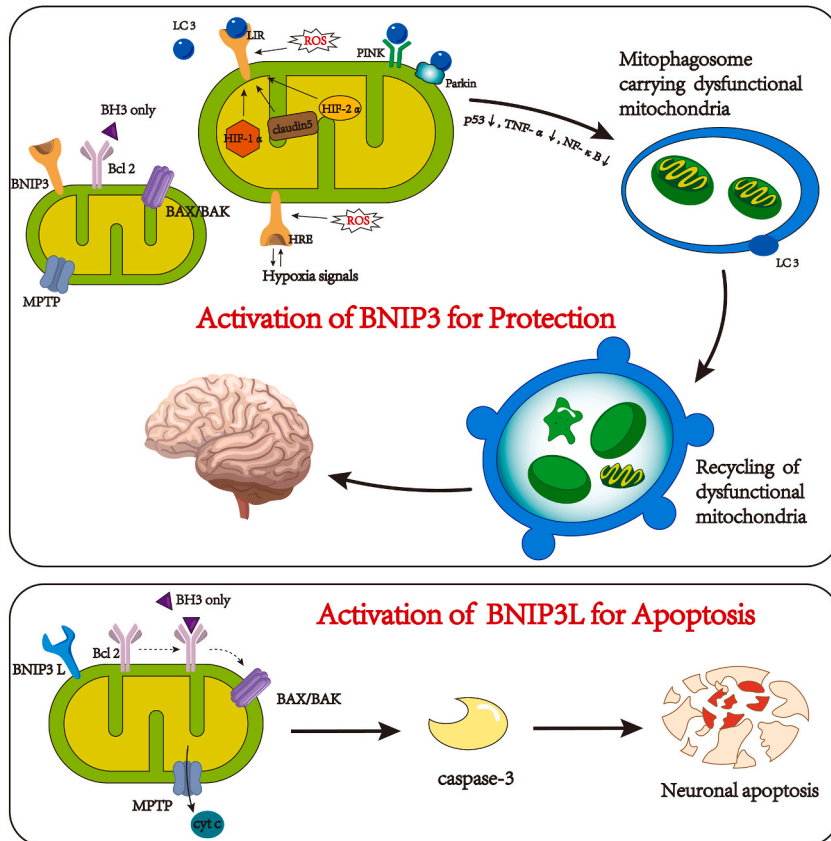 LC 3
LIR
ROS
PINK
Parkin
BH3 only
Bcl 2
BNIP3
BAX/BAK
MPTP
HIF-1 α
claudin5
HIF-2 α
HRE
ROS
Hypoxia signals
p53↓, TNF-α ↓, NF-κB↓
Mitophagosome
carrying dysfunctional
mitochondria
LC 3
Activation of BNIP3 for Protection
Recycling of
dysfunctional
mitochondria
Activation of BNIP3L for Apoptosis
BH3 only
Bcl 2
BNIP3 L
BAX/BAK
MPTP
cyt c
caspase-3
Neuronal apoptosis